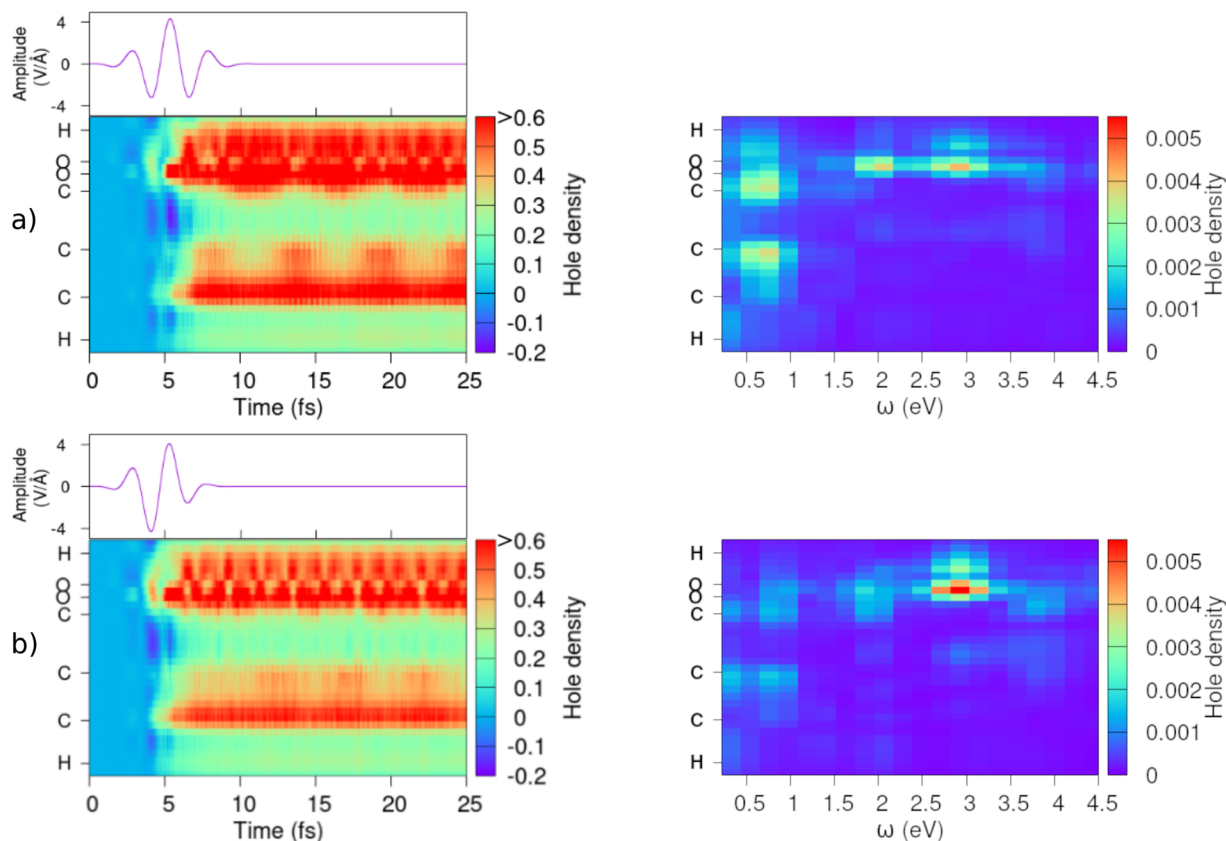 a)
Amplitude
(V/Å)
4
0
-4
H
O
O
C
C
C
H
0
5
10
15
20
25
Time (fs)
>0.6
0.5
0.4
0.3
0.2
0.1
0
-0.1
-0.2
Hole density
H
O
O
C
C
C
H
0.5
1
1.5
2
2.5
3
3.5
4
4.5
ω (eV)
0.005
0.004
0.003
0.002
0.001
0
Hole density
b)
Amplitude
(V/Å)
4
0
-4
H
O
O
C
C
C
H
0
5
10
15
20
25
Time (fs)
>0.6
0.5
0.4
0.3
0.2
0.1
0
-0.1
-0.2
Hole density
H
O
O
C
C
C
H
0.5
1
1.5
2
2.5
3
3.5
4
4.5
ω (eV)
0.005
0.004
0.003
0.002
0.001
0
Hole density